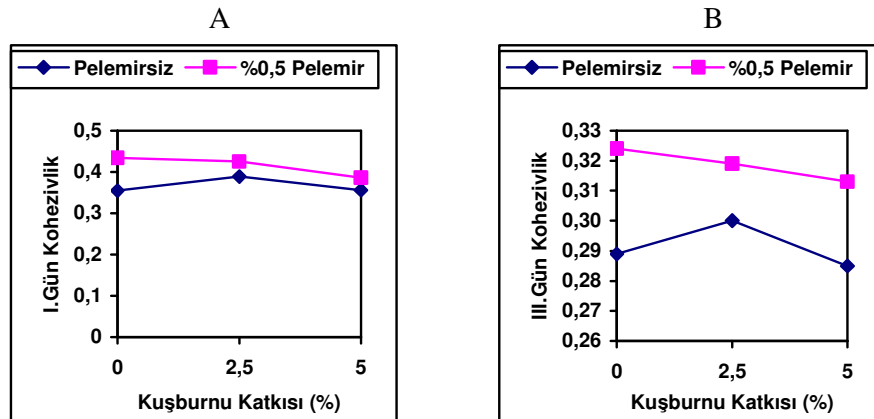 A
Pelemirsiz %0,5 Pelemir
0,5
0,4
0,3
0,2
0,1
0
I.Gün Kohezivlik
0 2,5 5
Kuşburnu Katkısı (%)
B
Pelemirsiz %0,5 Pelemir
0,33
0,32
0,31
0,30
0,29
0,28
0,27
0,26
III.Gün Kohezivlik
0 2,5 5
Kuşburnu Katkısı (%)